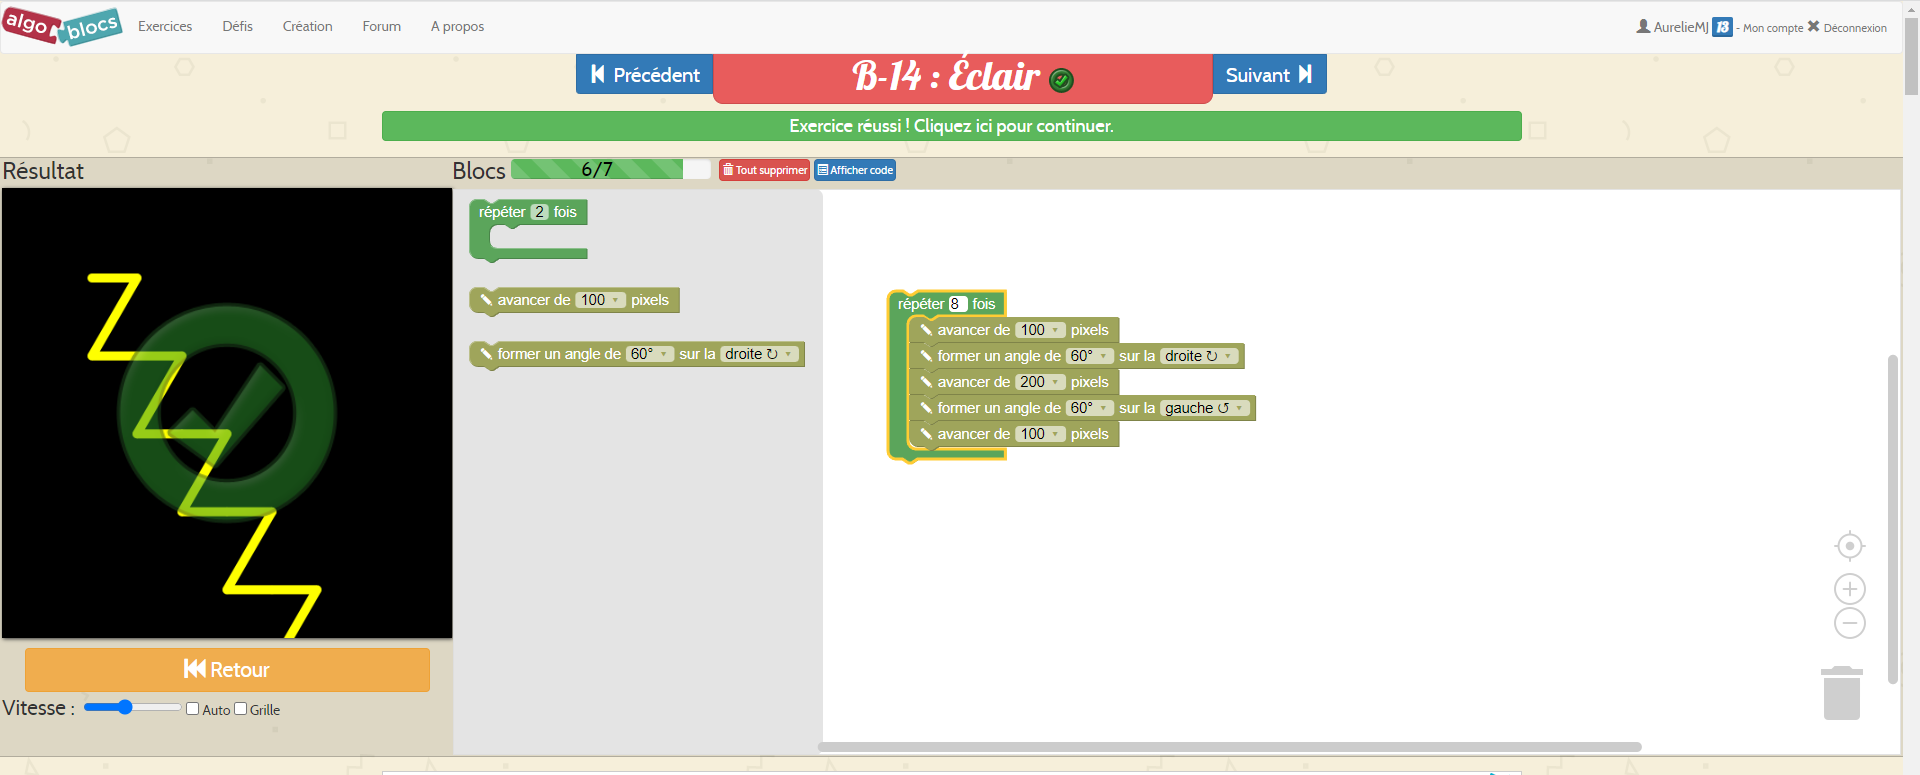 algo blocs
Exercices Défis Création Forum A propos
AurelieMJ 13 - Mon compte Déconnexion
Précédent
B-14 : Éclair
Suivant
Exercice réussi ! Cliquez ici pour continuer.
Résultat
Blocs 6/7 Tout supprimer Afficher code
répéter 2 fois
avancer de 100 pixels
former un angle de 60° sur la droite ↻
répéter 8 fois
avancer de 100 pixels
former un angle de 60° sur la droite ↻
avancer de 200 pixels
former un angle de 60° sur la gauche ↺
avancer de 100 pixels
Retour
Vitesse : Auto Grille